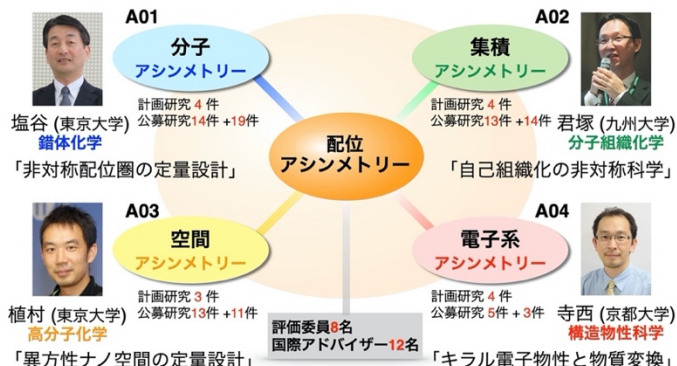 A01
分子
アシンメトリー
計画研究 4 件
公募研究14件 +19件
塩谷 (東京大学)
錯体化学
「非対称配位圏の定量設計」
A02
集積
アシンメトリー
計画研究 4 件
公募研究13件 +14件
君塚 (九州大学)
分子組織化学
「自己組織化の非対称科学」
配位
アシンメトリー
A03
空間
アシンメトリー
計画研究 3 件
公募研究13件 +11件
植村 (東京大学)
高分子化学
「異方性ナノ空間の定量設計」
A04
電子系
アシンメトリー
計画研究 4 件
公募研究 5件 + 3件
寺西 (京都大学)
構造物性科学
「キラル電子物性と物質変換」
評価委員8名
国際アドバイザー12名